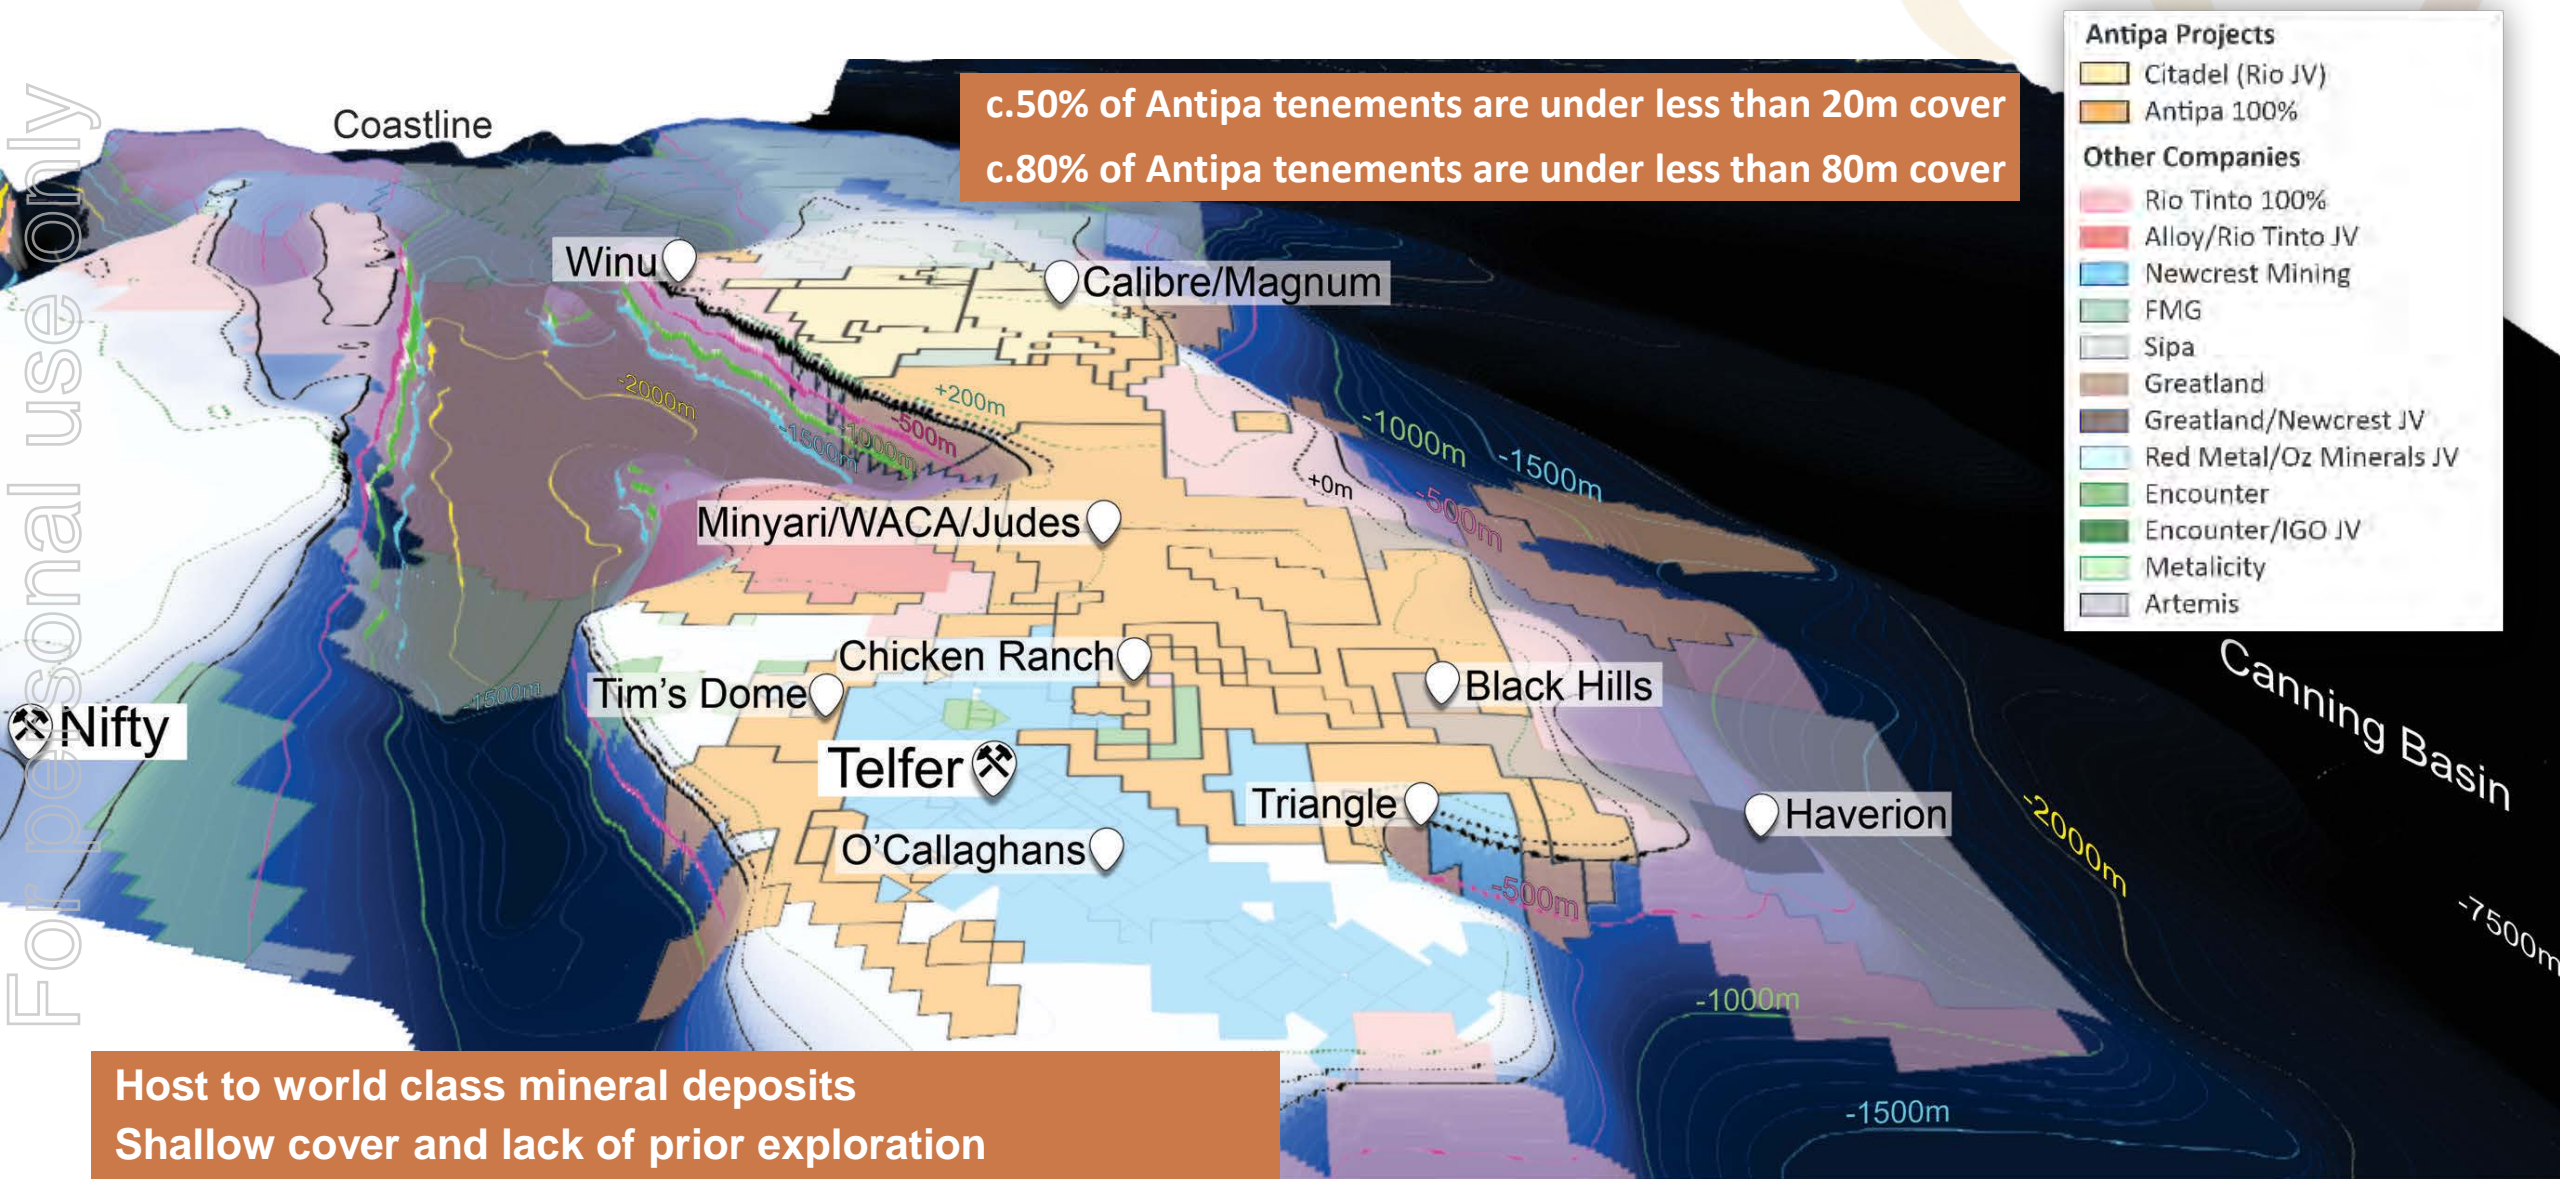 For personal use only
c.50% of Antipa tenements are under less than 20m cover
c.80% of Antipa tenements are under less than 80m cover
Antipa Projects
Citadel (Rio JV)
Antipa 100%
Other Companies
Rio Tinto 100%
Alloy/Rio Tinto JV
Newcrest Mining
FMG
Sipa
Greatland
Greatland/Newcrest JV
Red Metal/Oz Minerals JV
Encounter
Encounter/IGO JV
Metalicity
Artemis
Coastline
Winu
Calibre/Magnum
-2000m
+200m
-500m
-1000m
-1500m
-1000m
-1500m
+0m
-500m
Minyari/WACA/Judes
Chicken Ranch
Tim's Dome
Black Hills
-1500m
Nifty
Telfer
Triangle
Haverion
O'Callaghans
Canning Basin
-2000m
-7500m
-500m
-1000m
-1500m
Host to world class mineral deposits
Shallow cover and lack of prior exploration